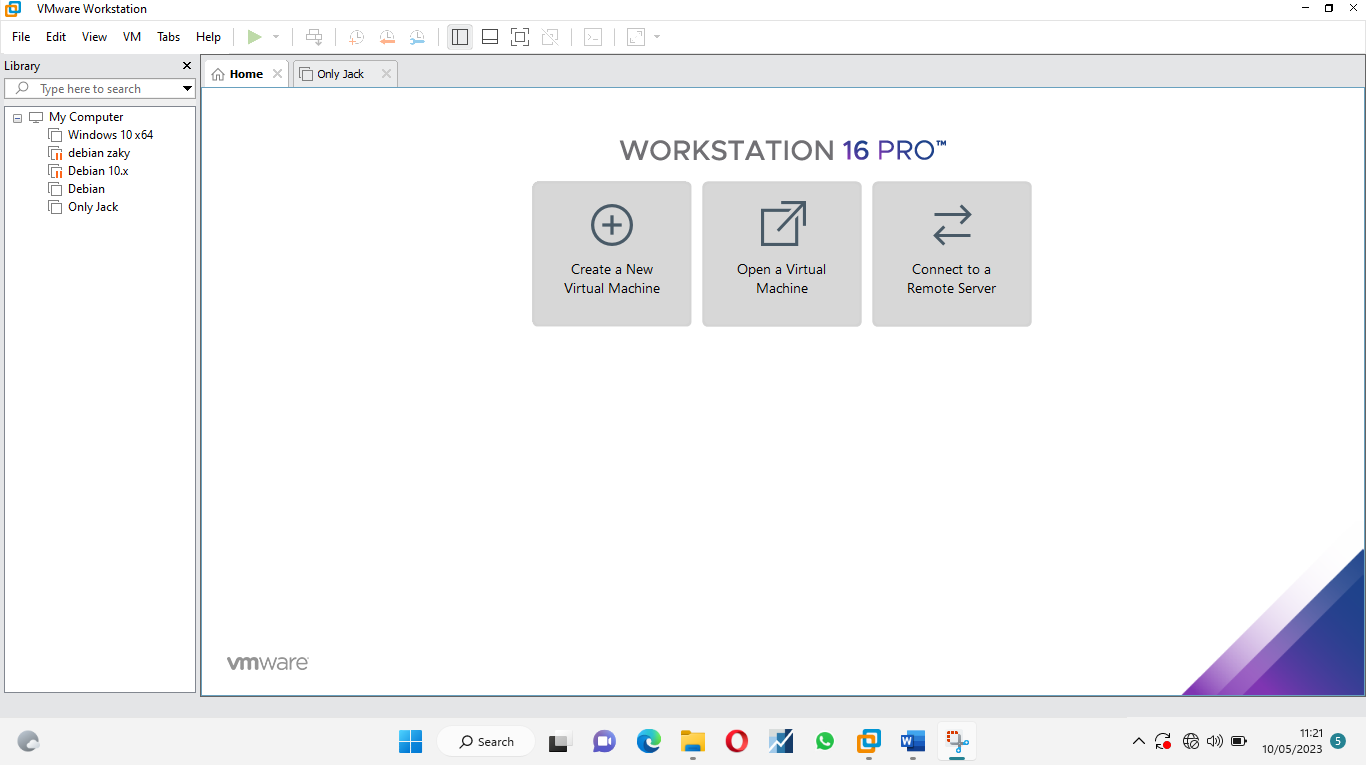 VMware Workstation
File Edit View VM Tabs Help
Library
Type here to search
My Computer
Windows 10 x64
debian zaky
Debian 10.x
Debian
Only Jack
Home
Only Jack
WORKSTATION 16 PRO™
Create a New
Virtual Machine
Open a Virtual
Machine
Connect to a
Remote Server
vmware
Search
11:21
10/05/2023
5